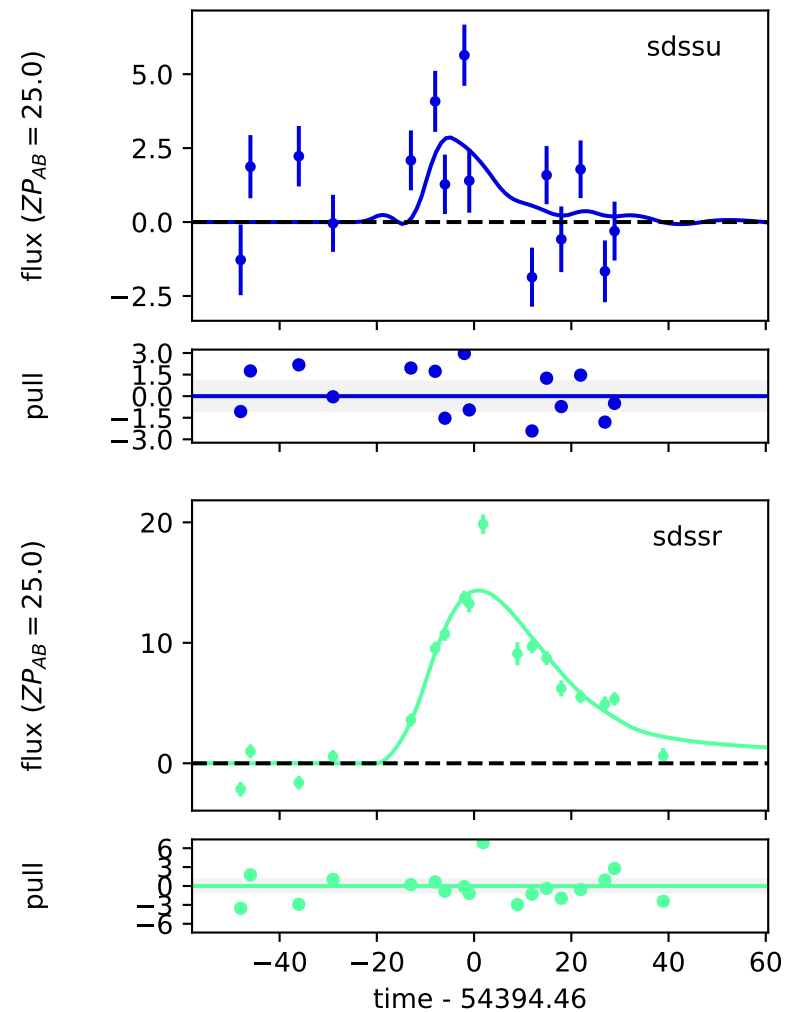 sdssu
flux (ZP_AB = 25.0)
5.0
2.5
0.0
−2.5
pull
3.0
1.5
0.0
−1.5
−3.0
sdssr
flux (ZP_AB = 25.0)
20
10
0
pull
6
3
0
−3
−6
−40 −20 0 20 40 60
time - 54394.46